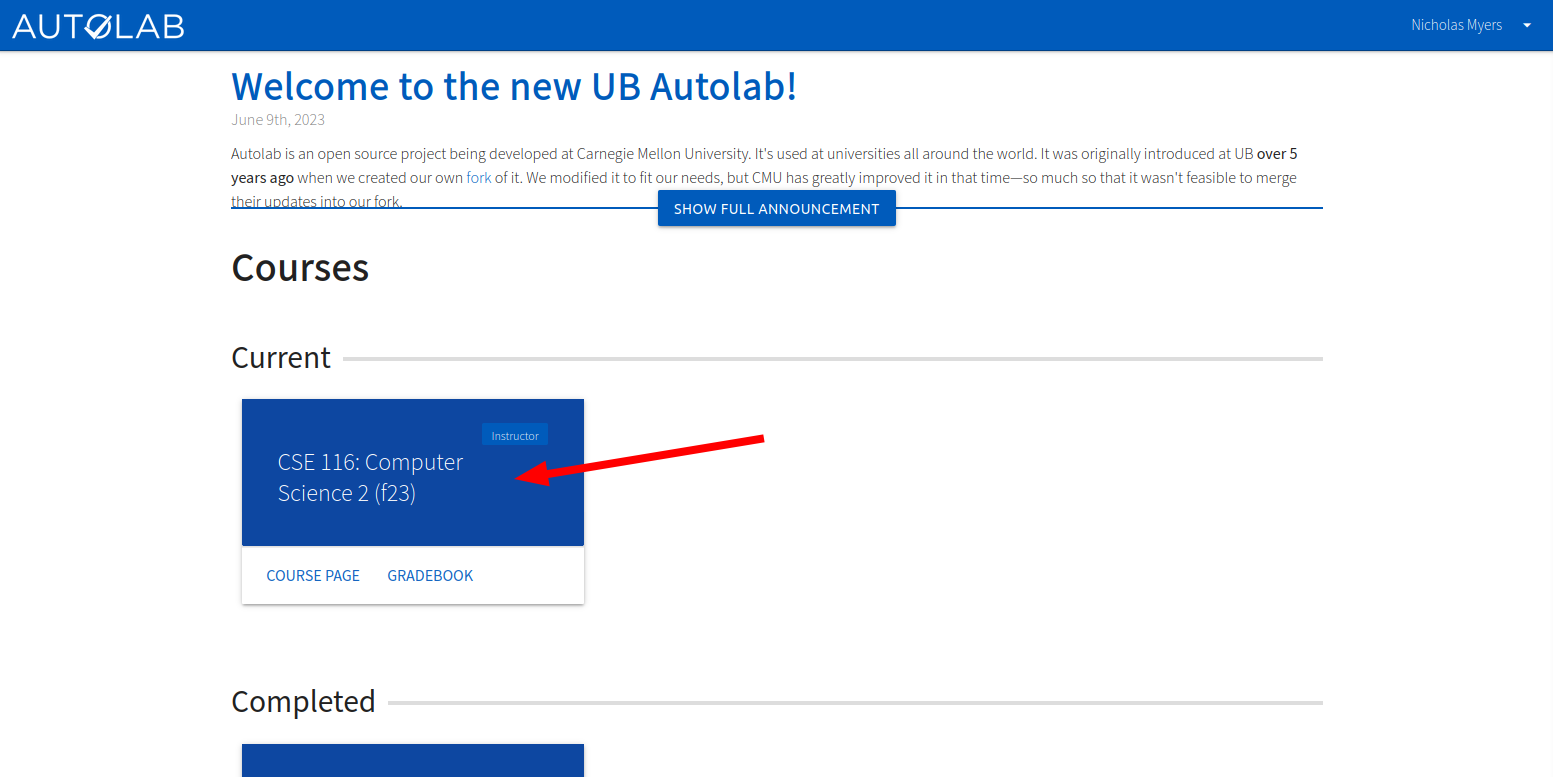 AUTOLAB
Nicholas Myers
Welcome to the new UB Autolab!
June 9th, 2023
Autolab is an open source project being developed at Carnegie Mellon University. It's used at universities all around the world. It was originally introduced at UB over 5
years ago when we created our own fork of it. We modified it to fit our needs, but CMU has greatly improved it in that time—so much so that it wasn't feasible to merge
their updates into our fork.
SHOW FULL ANNOUNCEMENT
Courses
Current
Instructor
CSE 116: Computer
Science 2 (f23)
COURSE PAGE GRADEBOOK
Completed